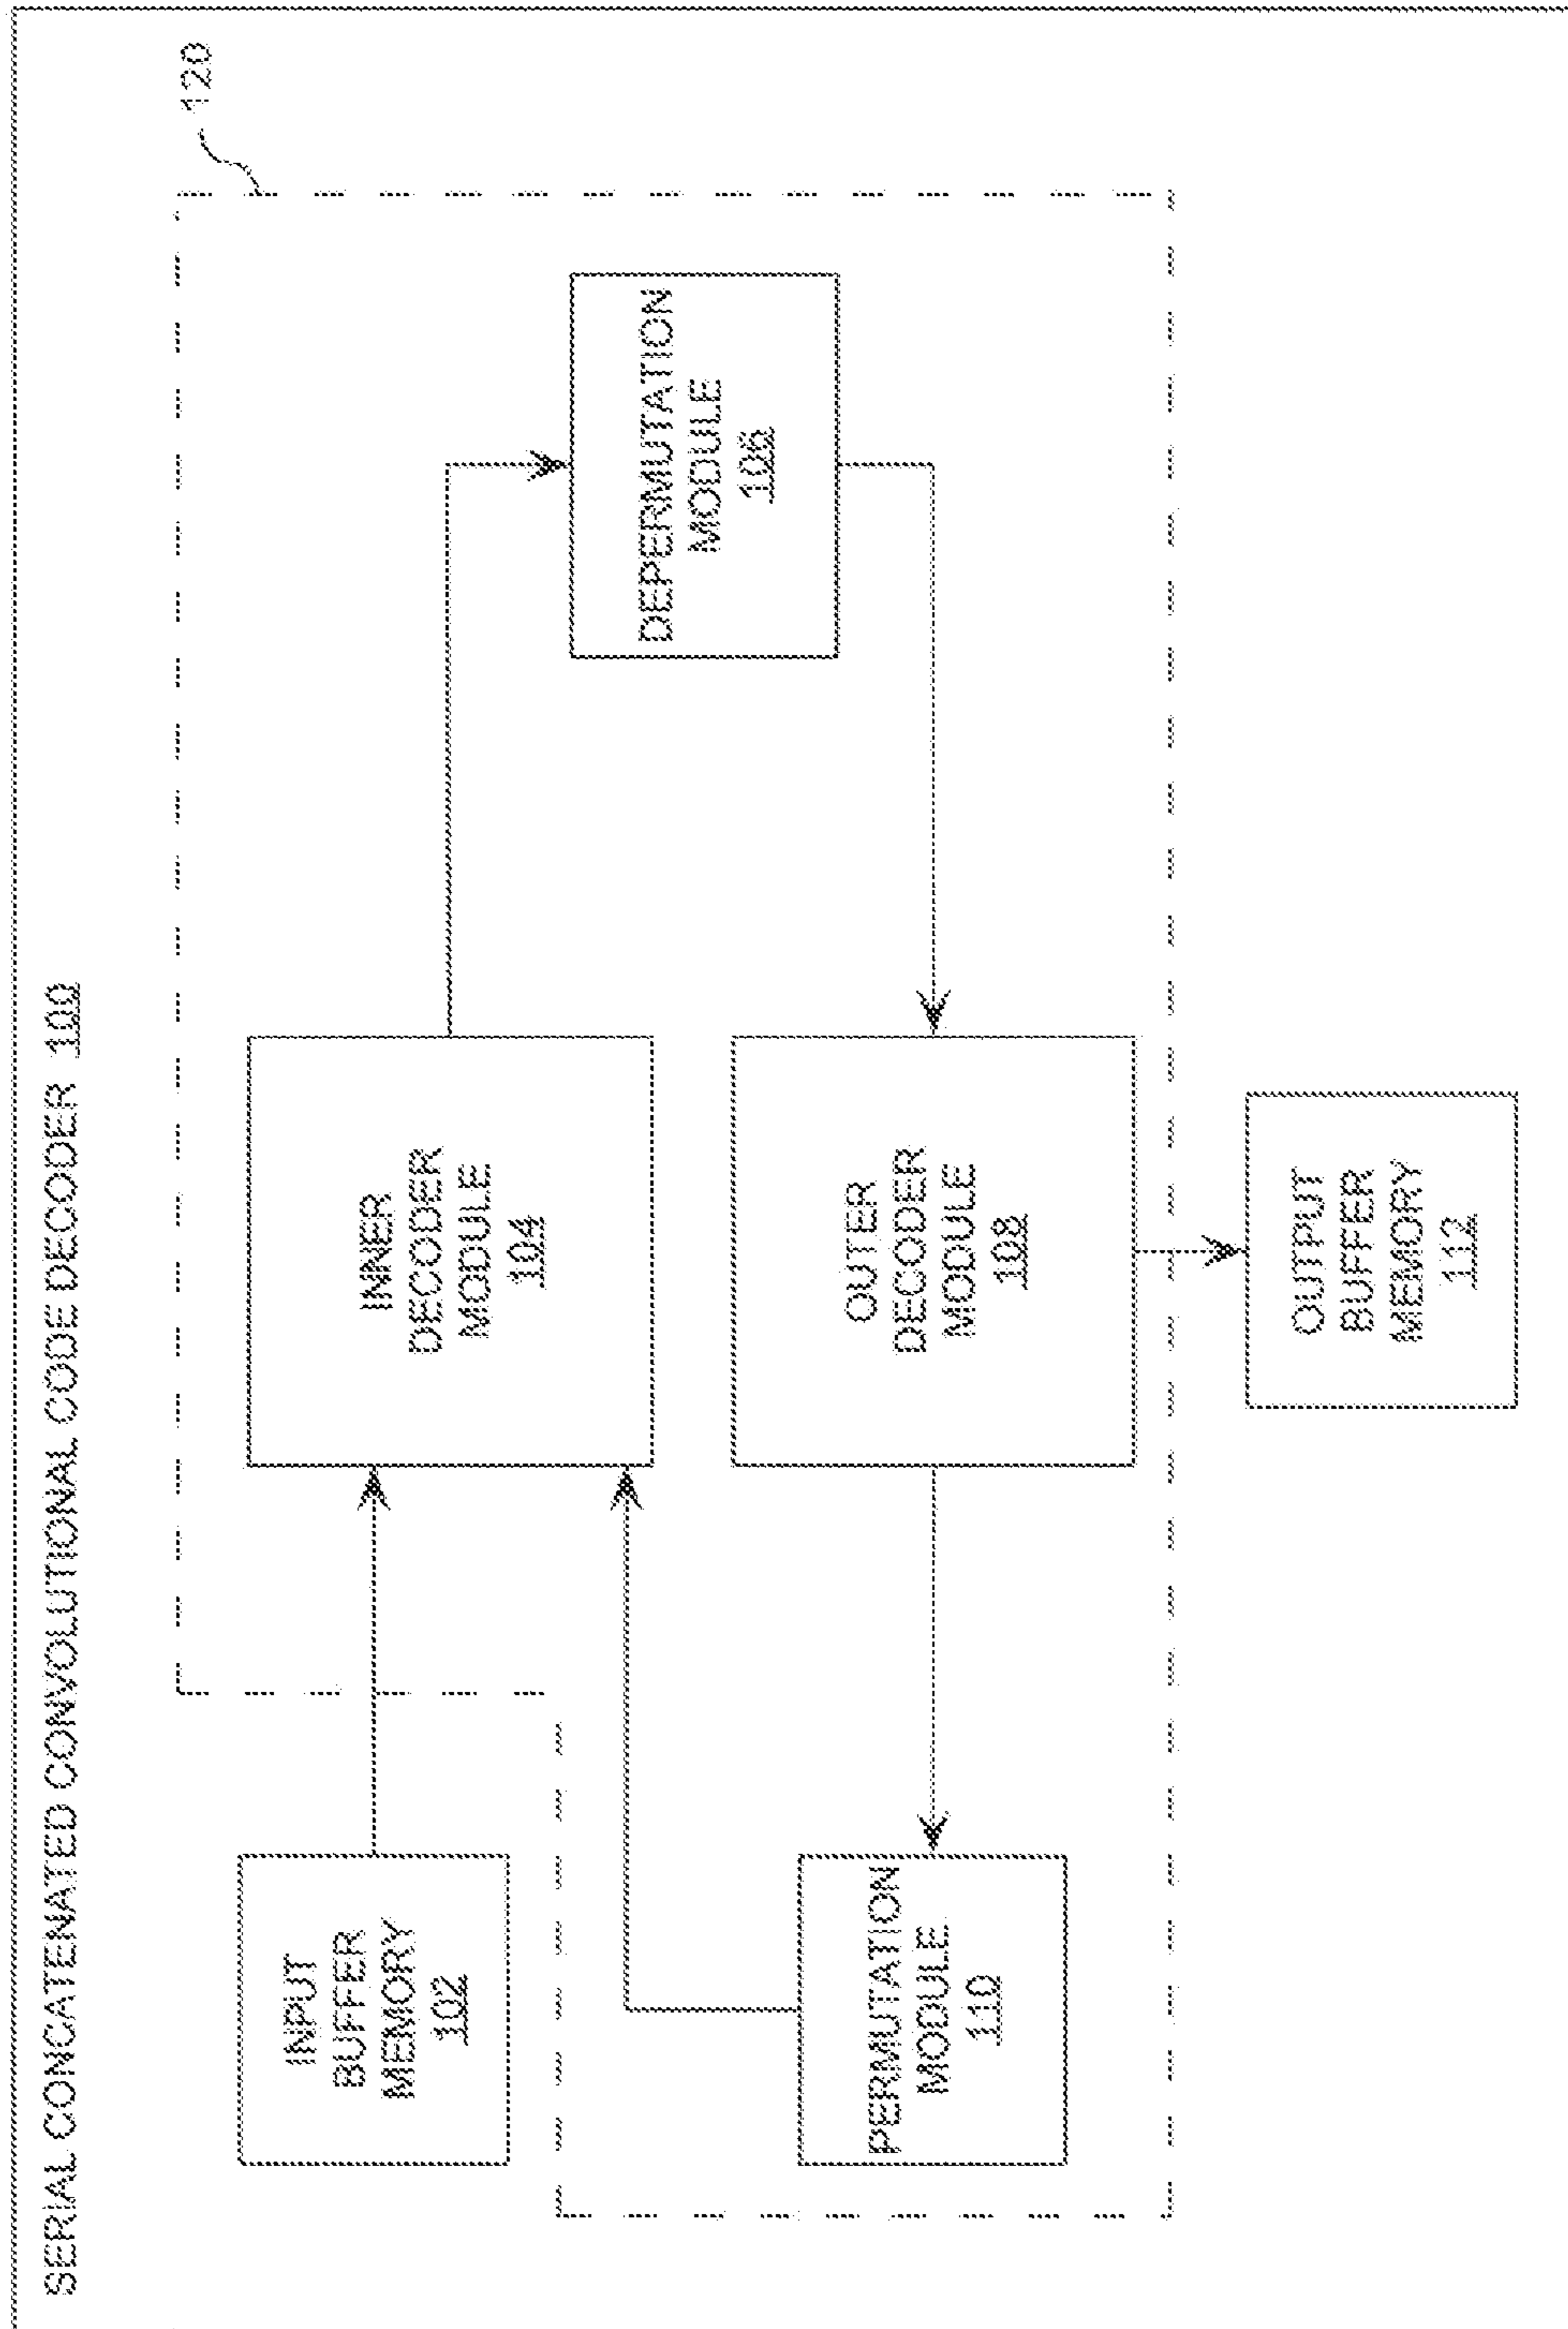 SERIAL CONCATENATED CONVOLUTIONAL CODE DECODER 100
120
INPUT
BUFFER
MEMORY
102
INNER
DECODER
MODULE
104
DEPERMUTATION
MODULE
106
PERMUTATION
MODULE
110
OUTER
DECODER
MODULE
108
OUTPUT
BUFFER
MEMORY
112